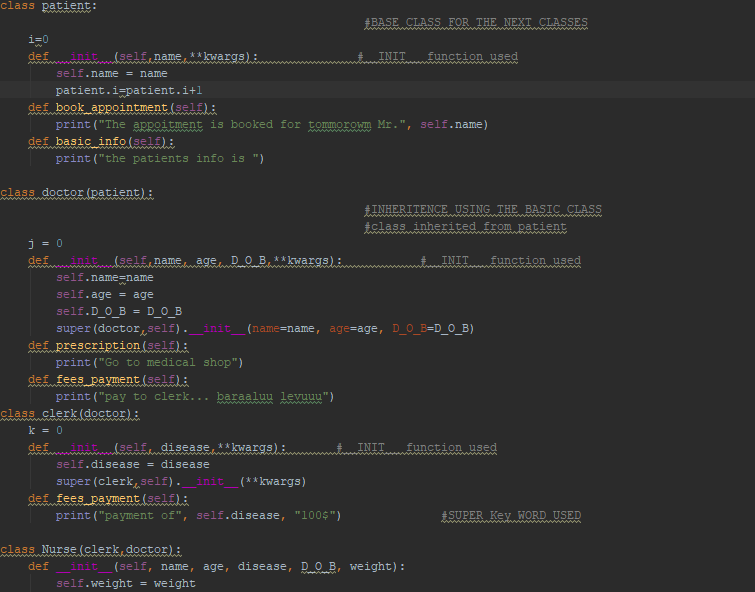 class patient:
#BASE CLASS FOR THE NEXT CLASSES
i=0
def __init__(self,name,**kwargs): #__INIT__ function used
self.name = name
patient.i=patient.i+1
def book_appointment(self):
print("The appoitment is booked for tommorowm Mr.", self.name)
def basic_info(self):
print("the patients info is ")
class doctor(patient):
#INHERITENCE USING THE BASIC CLASS
#class inherited from patient
j = 0
def __init__(self,name, age, D_O_B,**kwargs): #__INIT__ function used
self.name=name
self.age = age
self.D_O_B = D_O_B
super(doctor,self).__init__(name=name, age=age, D_O_B=D_O_B)
def prescription(self):
print("Go to medical shop")
def fees_payment(self):
print("pay to clerk... baraaluu levuuu")
class clerk(doctor):
k = 0
def __init__(self, disease,**kwargs): #__INIT__ function used
self.disease = disease
super(clerk,self).__init__(**kwargs)
def fees_payment(self):
print("payment of", self.disease, "100$") #SUPER Key WORD USED
class Nurse(clerk,doctor):
def __init__(self, name, age, disease, D_O_B, weight):
self.weight = weight